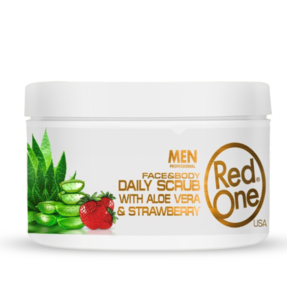 MEN
PROFESSIONAL
FACE&BODY
DAILY SCRUB
WITH ALOE VERA
& STRAWBERRY
Red®
One
USA